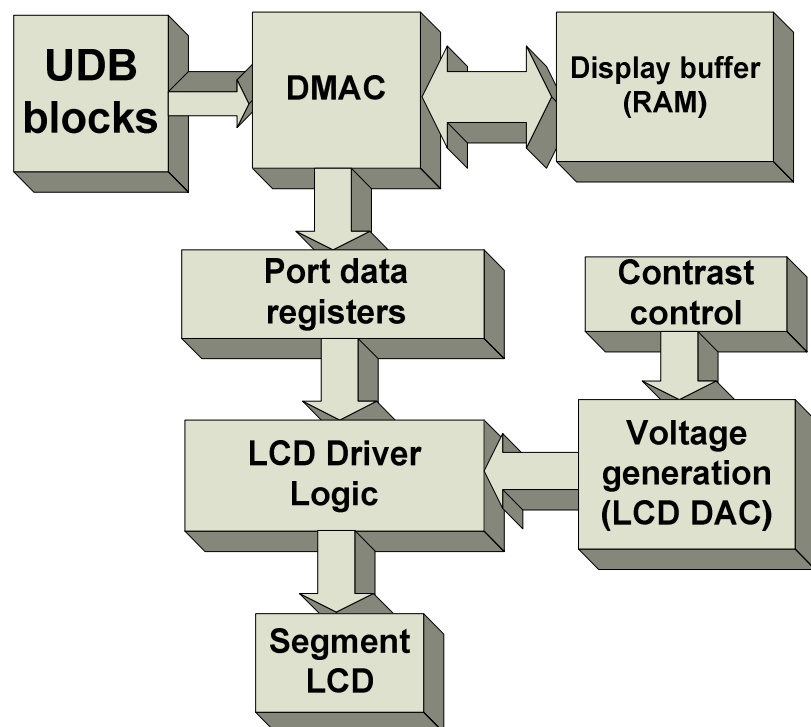 UDB
blocks
DMAC
Display buffer
(RAM)
Port data
registers
Contrast
control
LCD Driver
Logic
Voltage
generation
(LCD DAC)
Segment
LCD